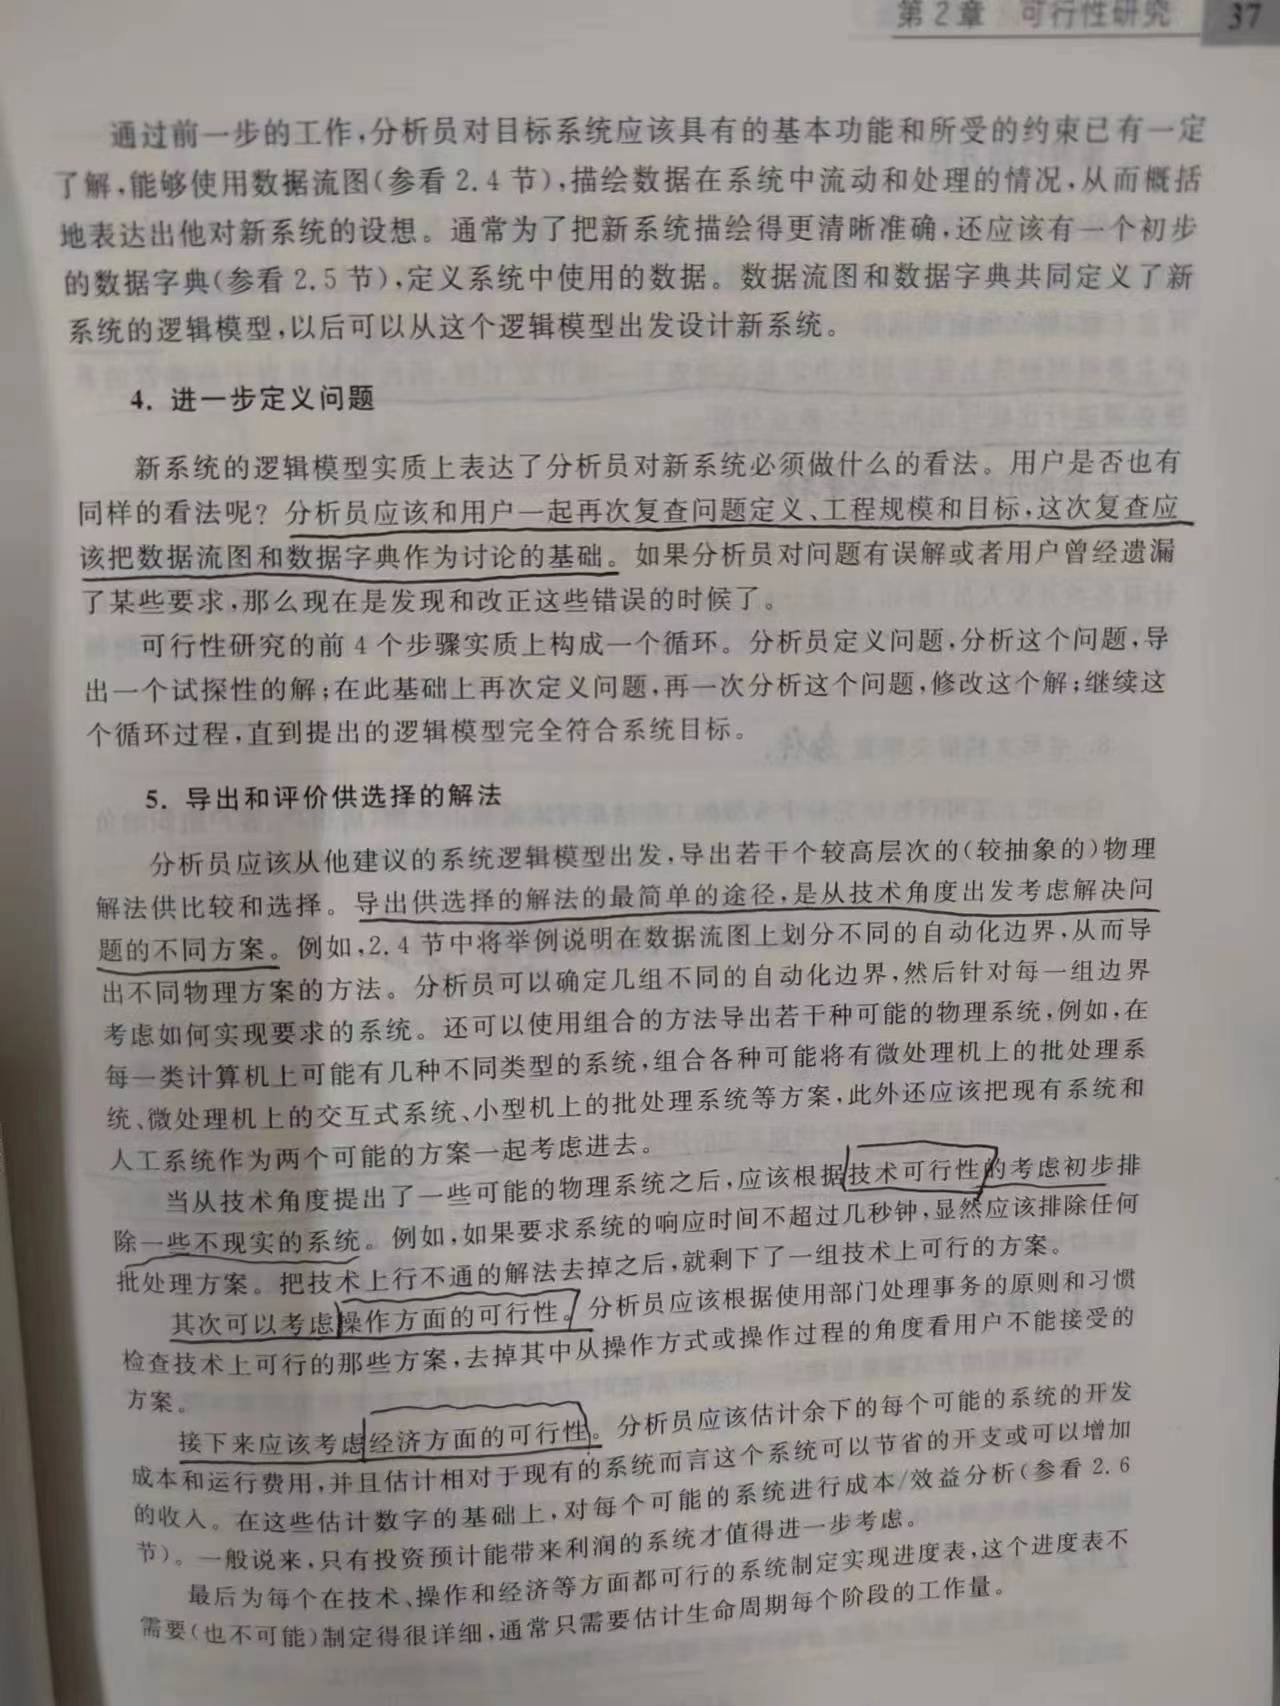 第2章 可行性研究 37
通过前一步的工作,分析员对目标系统应该具有的基本功能和所受的约束已有一定
了解,能够使用数据流图(参看2.4节),描绘数据在系统中流动和处理的情况,从而概括
地表达出他对新系统的设想。通常为了把新系统描绘得更清晰准确,还应该有一个初步
的数据字典(参看2.5节),定义系统中使用的数据。数据流图和数据字典共同定义了新
系统的逻辑模型,以后可以从这个逻辑模型出发设计新系统。
4. 进一步定义问题
新系统的逻辑模型实质上表达了分析员对新系统必须做什么的看法。用户是否也有
同样的看法呢?分析员应该和用户一起再次复查问题定义、工程规模和目标,这次复查应
该把数据流图和数据字典作为讨论的基础。如果分析员对问题有误解或者用户曾经遗漏
了某些要求,那么现在是发现和改正这些错误的时候了。
可行性研究的前4个步骤实质上构成一个循环。分析员定义问题,分析这个问题,导
出一个试探性的解;在此基础上再次定义问题,再一次分析这个问题,修改这个解;继续这
个循环过程,直到提出的逻辑模型完全符合系统目标。
5. 导出和评价供选择的解法
分析员应该从他建议的系统逻辑模型出发,导出若干个较高层次的(较抽象的)物理
解法供比较和选择。导出供选择的解法的最简单的途径,是从技术角度出发考虑解决问
题的不同方案。例如,2.4节中将举例说明在数据流图上划分不同的自动化边界,从而导
出不同物理方案的方法。分析员可以确定几组不同的自动化边界,然后针对每一组边界
考虑如何实现要求的系统。还可以使用组合的方法导出若干种可能的物理系统,例如,在
每一类计算机上可能有几种不同类型的系统,组合各种可能将有微处理机上的批处理系
统、微处理机上的交互式系统、小型机上的批处理系统等方案,此外还应该把现有系统和
人工系统作为两个可能的方案一起考虑进去。
当从技术角度提出了一些可能的物理系统之后,应该根据技术可行性的考虑初步排
除一些不现实的系统。例如,如果要求系统的响应时间不超过几秒钟,显然应该排除任何
批处理方案。把技术上行不通的解法去掉之后,就剩下了一组技术上可行的方案。
其次可以考虑操作方面的可行性。分析员应该根据使用部门处理事务的原则和习惯
检查技术上可行的那些方案,去掉其中从操作方式或操作过程的角度看用户不能接受的
方案。
接下来应该考虑经济方面的可行性。分析员应该估计余下的每个可能的系统的开发
成本和运行费用,并且估计相对于现有的系统而言这个系统可以节省的开支或可以增加
的收入。在这些估计数字的基础上,对每个可能的系统进行成本/效益分析(参看2.6
节)。一般说来,只有投资预计能带来利润的系统才值得进一步考虑。
最后为每个在技术、操作和经济等方面都可行的系统制定实现进度表,这个进度表不
需要(也不可能)制定得很详细,通常只需要估计生命周期每个阶段的工作量。